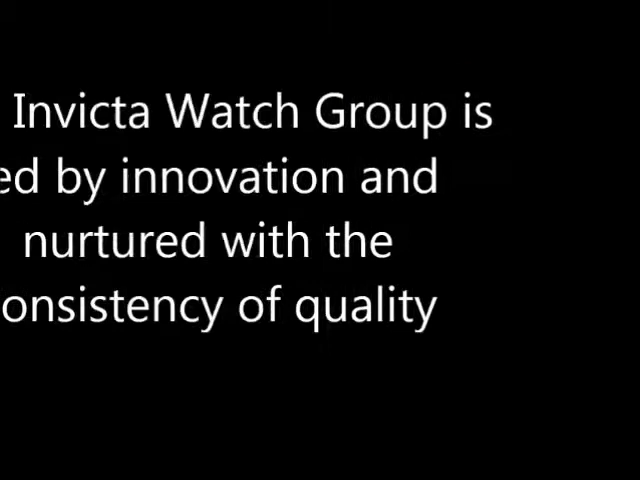 Invicta Watch Group is
ed by innovation and
nurtured with the
onsistency of quality